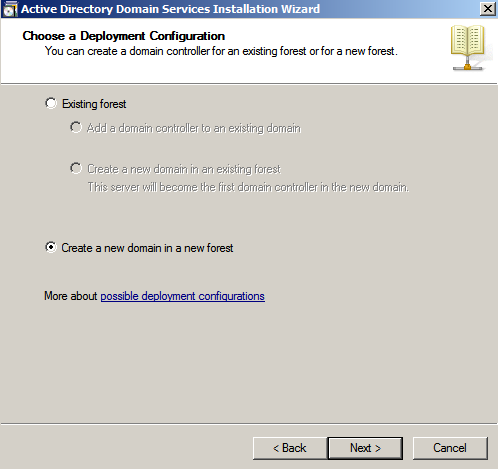 Active Directory Domain Services Installation Wizard
Choose a Deployment Configuration
You can create a domain controller for an existing forest or for a new forest.
Existing forest
Add a domain controller to an existing domain
Create a new domain in an existing forest
This server will become the first domain controller in the new domain.
Create a new domain in a new forest
More about possible deployment configurations
< Back Next > Cancel